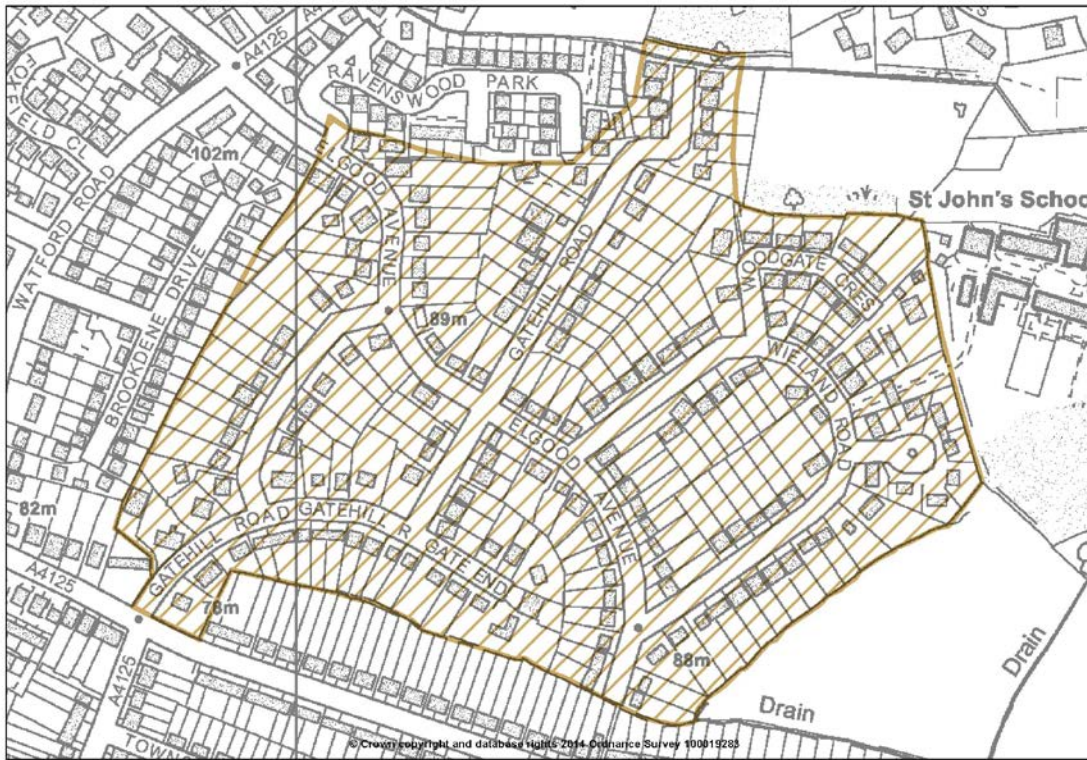 A4125
RAVENSWOOD PARK
FOXFIELD CL
102m
WATFORD ROAD
ELGOOD AVENUE
BROOKDENE DRIVE
St John's Schoo
GATEHILL ROAD
WOODGATE CRES
89m
WIELAND ROAD
ELGOOD AVENUE
82m
GATEHILL ROAD
GATEHILL R
GATE END
A4125
78m
88m
Drain
Drain
A4125
TOWNS
© Crown copyright and database rights 2014 Ordnance Survey 100019283